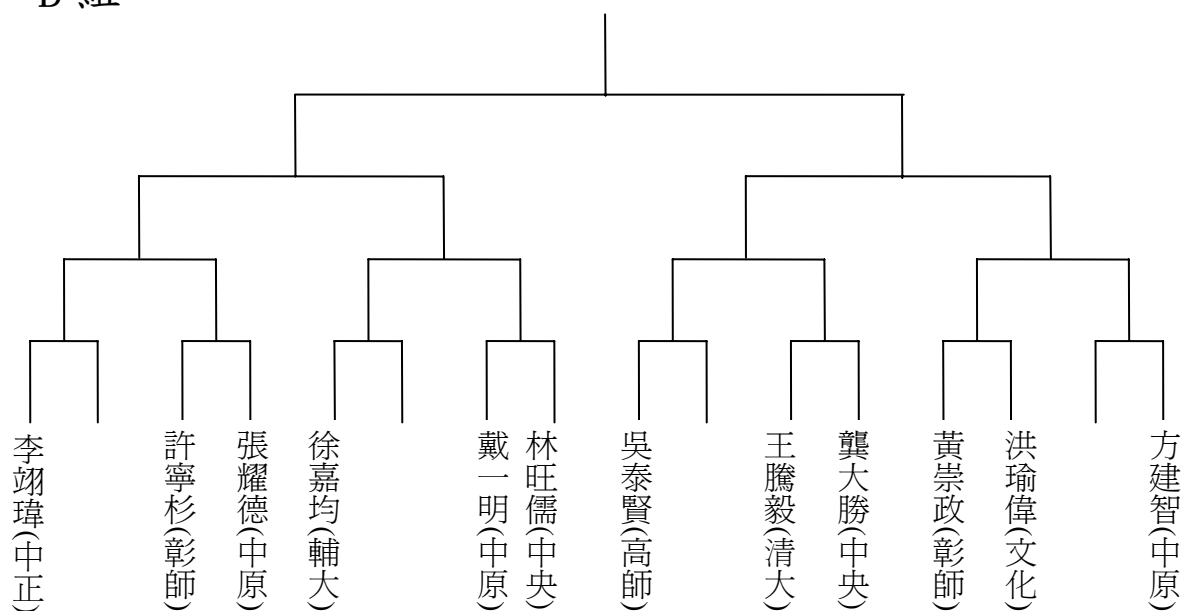 李翊瑋(中正)
許寧杉(彰師)
張耀德(中原)
徐嘉均(輔大)
戴一明(中原)
林旺儒(中央)
吳泰賢(高師)
王騰毅(清大)
龔大勝(中央)
黃崇政(彰師)
洪瑜偉(文化)
方建智(中原)